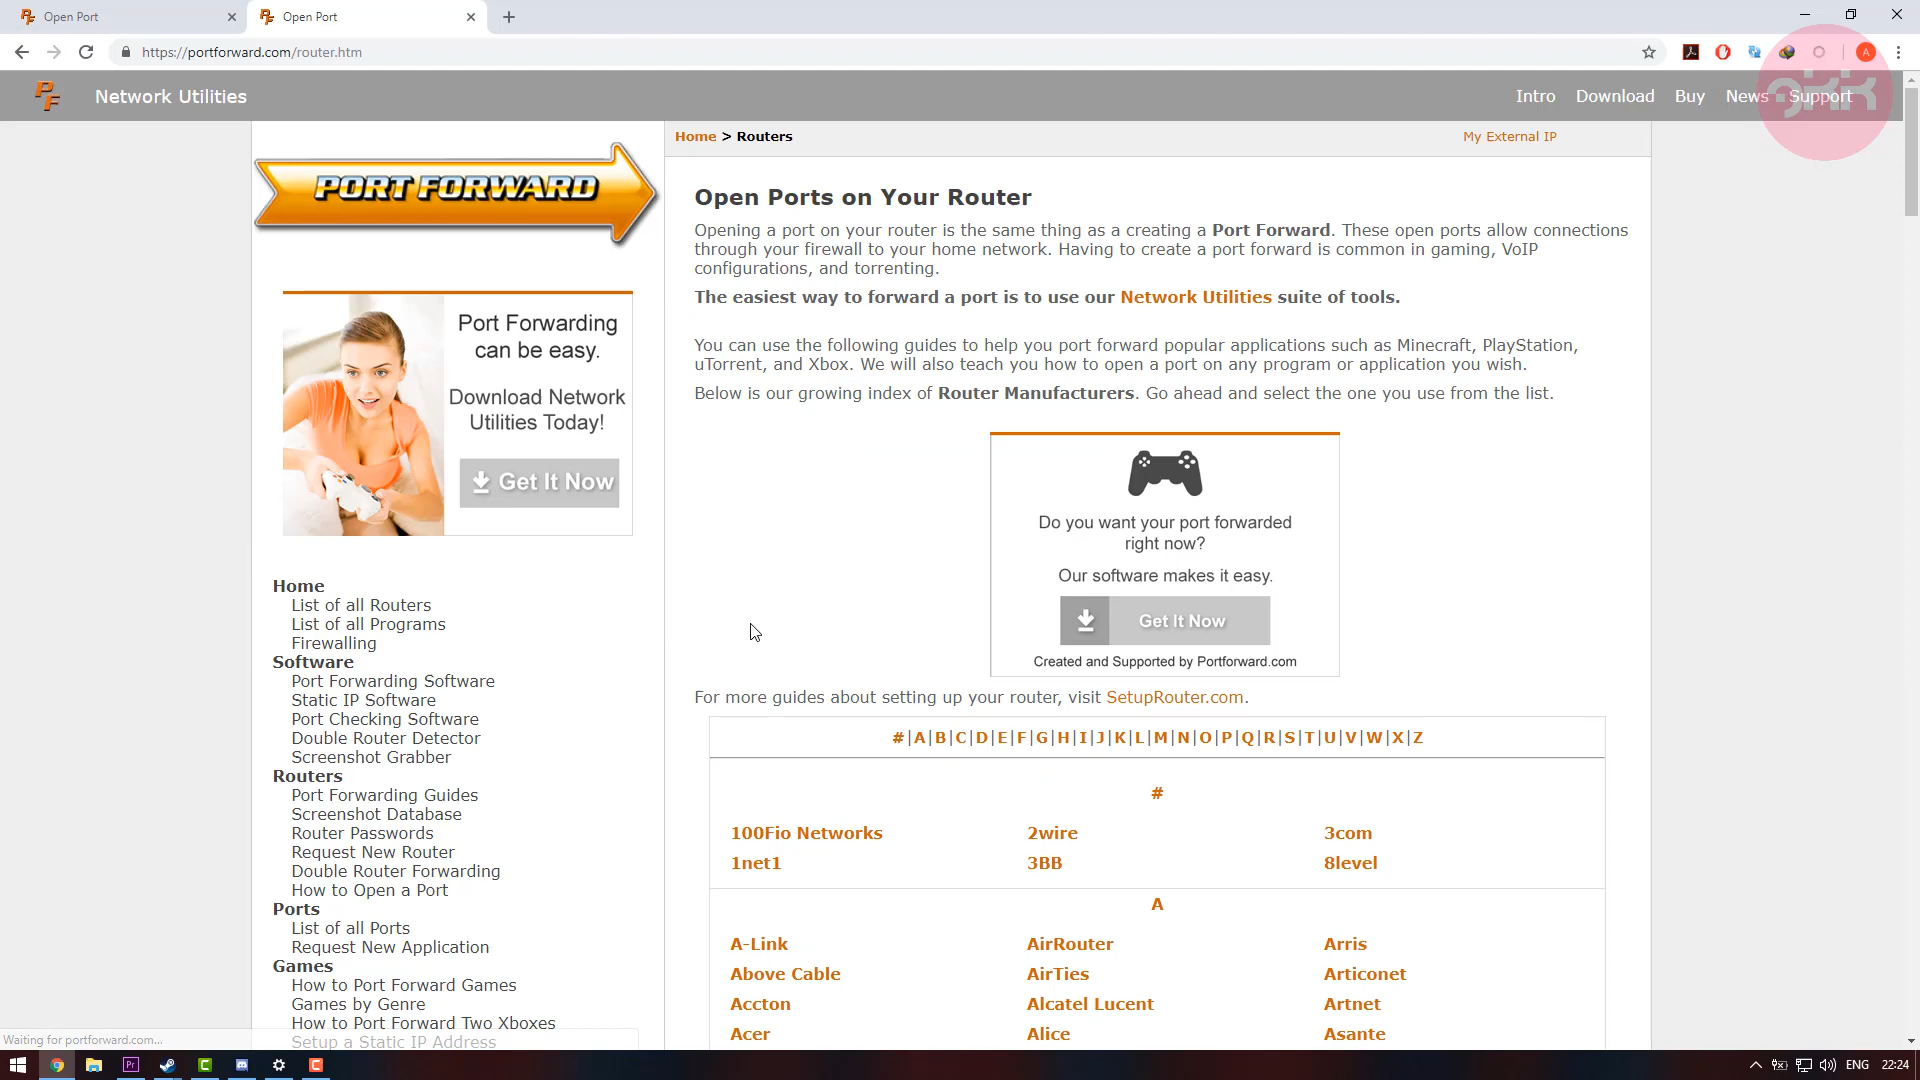 Open Port
Open Port
https://portforward.com/router.htm
A
PF
Network Utilities
Intro
Download
Buy
News
Support
PORT FORWARD
Home > Routers
My External IP
Open Ports on Your Router
Opening a port on your router is the same thing as a creating a Port Forward. These open ports allow connections
through your firewall to your home network. Having to create a port forward is common in gaming, VoIP
configurations, and torrenting.
The easiest way to forward a port is to use our Network Utilities suite of tools.
You can use the following guides to help you port forward popular applications such as Minecraft, PlayStation,
uTorrent, and Xbox. We will also teach you how to open a port on any program or application you wish.
Below is our growing index of Router Manufacturers. Go ahead and select the one you use from the list.
Port Forwarding
can be easy.
Download Network
Utilities Today!
Get It Now
Do you want your port forwarded
right now?
Our software makes it easy.
Get It Now
Created and Supported by Portforward.com
For more guides about setting up your router, visit SetupRouter.com.
#|A|B|C|D|E|F|G|H|I|J|K|L|M|N|O|P|Q|R|S|T|U|V|W|X|Z
#
100Fio Networks
2wire
3com
1net1
3BB
8level
A
A-Link
AirRouter
Arris
Above Cable
AirTies
Articonet
Accton
Alcatel Lucent
Artnet
Acer
Alice
Asante
Home
List of all Routers
List of all Programs
Firewalling
Software
Port Forwarding Software
Static IP Software
Port Checking Software
Double Router Detector
Screenshot Grabber
Routers
Port Forwarding Guides
Screenshot Database
Router Passwords
Request New Router
Double Router Forwarding
How to Open a Port
Ports
List of all Ports
Request New Application
Games
How to Port Forward Games
Games by Genre
How to Port Forward Two Xboxes
Setup a Static IP Address
Waiting for portforward.com...
Pr
ENG
22:24